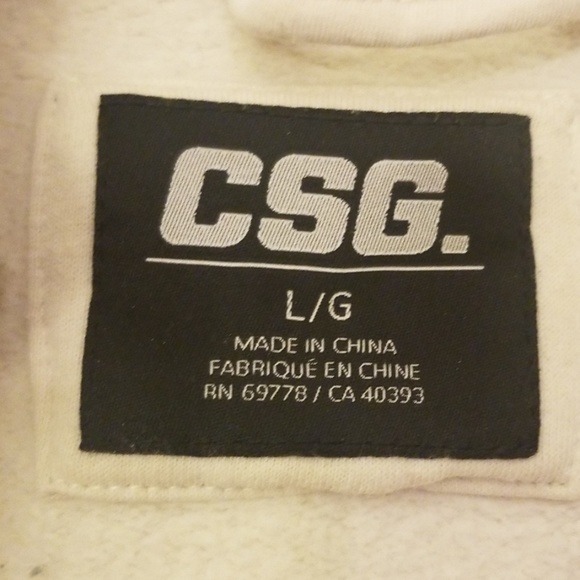 CSG.
L/G
MADE IN CHINA
FABRIQUÉ EN CHINE
RN 69778 / CA 40393